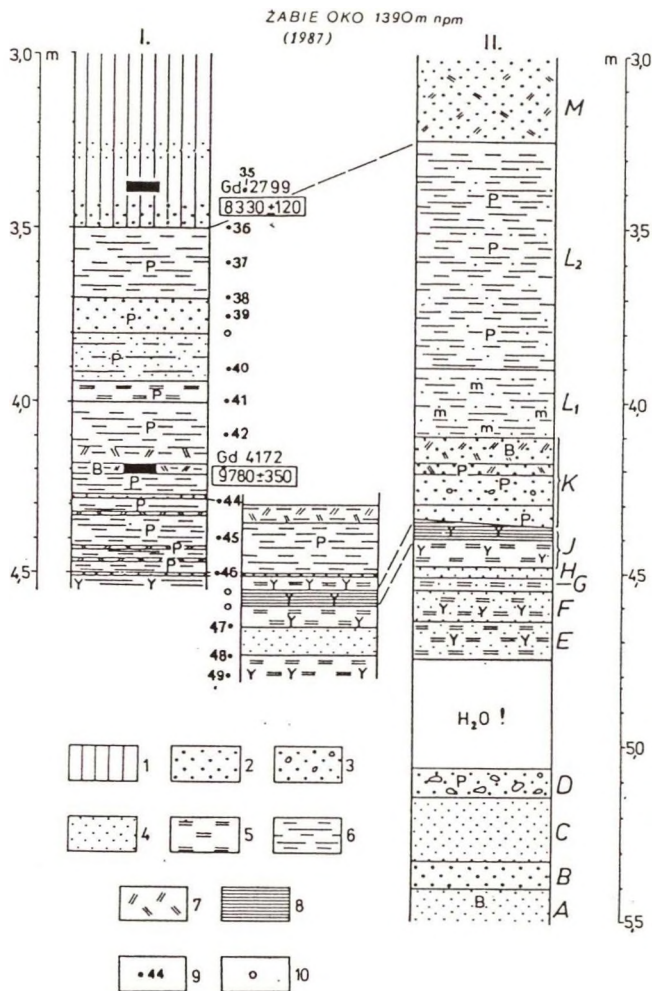 ŻABIE OKO 1390m npm
(1987)
I.
II.
3,0
m
m
3,0
M
35
Gd 2799
8330±120
3,5
36
P
37
38
39
P
P
40
P
41
4,0
P
42
Gd 4172
B
9780±350
P
P
44
P
45
P
P
4,5
46
Y
Y
P
Y
Y
Y
Y
47
48
49
Y
Y
Y
P
P
3,5
L2
P
m
L1
4,0
m
m
m
B
P
K
P
P
Y
Y
J
Y
Y
H
4,5
G
Y
Y
F
Y
Y
E
H2O !
5,0
P
D
C
B
B.
A
5,5
1
2
3
4
5
6
7
8
44
9
10